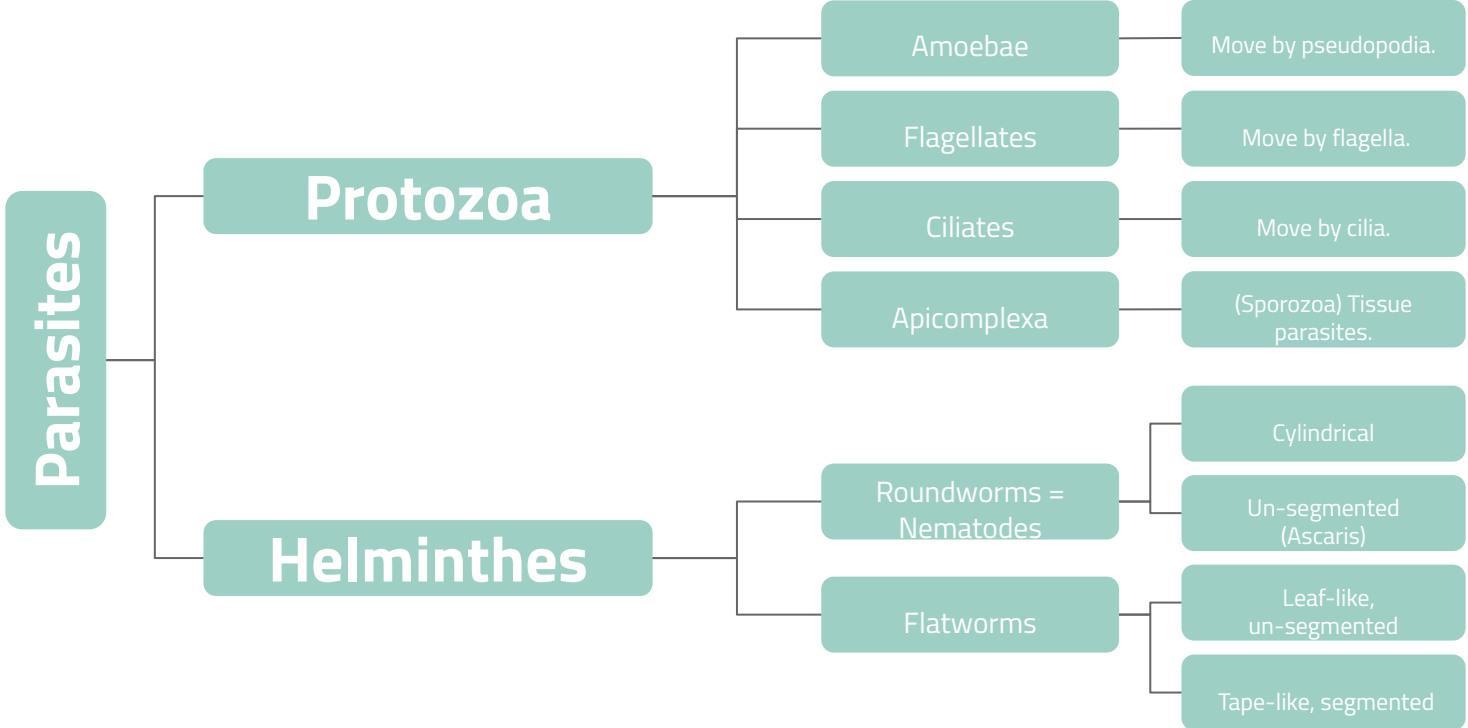 Parasites
Protozoa
Amoebae
Move by pseudopodia.
Flagellates
Move by flagella.
Ciliates
Move by cilia.
Apicomplexa
(Sporozoa) Tissue
parasites.
Helminthes
Roundworms =
Nematodes
Cylindrical
Un-segmented
(Ascaris)
Flatworms
Leaf-like,
un-segmented
Tape-like, segmented